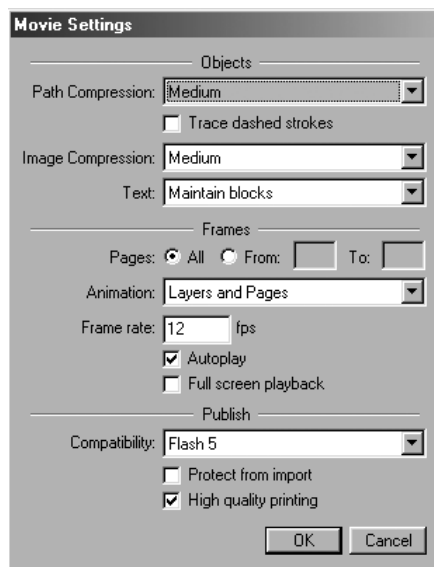 Movie Settings
Objects
Path Compression: Medium
Trace dashed strokes
Image Compression: Medium
Text: Maintain blocks
Frames
Pages: All From: To:
Animation: Layers and Pages
Frame rate: 12 fps
Autoplay
Full screen playback
Publish
Compatibility: Flash 5
Protect from import
High quality printing
OK Cancel